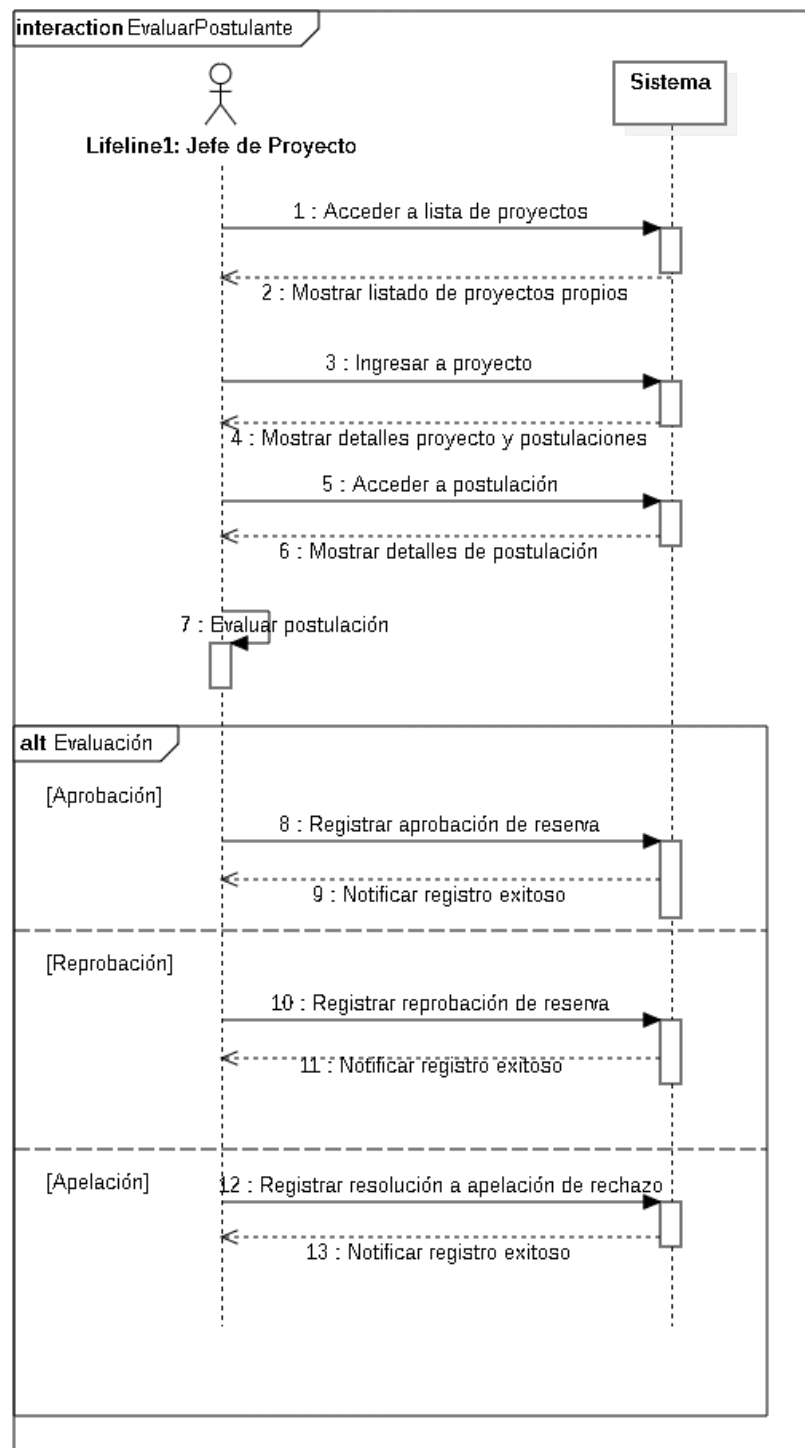 interaction EvaluarPostulante
Sistema
Lifeline1: Jefe de Proyecto
1 : Acceder a lista de proyectos
2 : Mostrar listado de proyectos propios
3 : Ingresar a proyecto
4 : Mostrar detalles proyecto y postulaciones
5 : Acceder a postulación
6 : Mostrar detalles de postulación
7 : Evaluar postulación
alt Evaluación
[Aprobación]
8 : Registrar aprobación de reserva
9 : Notificar registro exitoso
[Reprobación]
10 : Registrar reprobación de reserva
11 : Notificar registro exitoso
[Apelación]
12 : Registrar resolución a apelación de rechazo
13 : Notificar registro exitoso